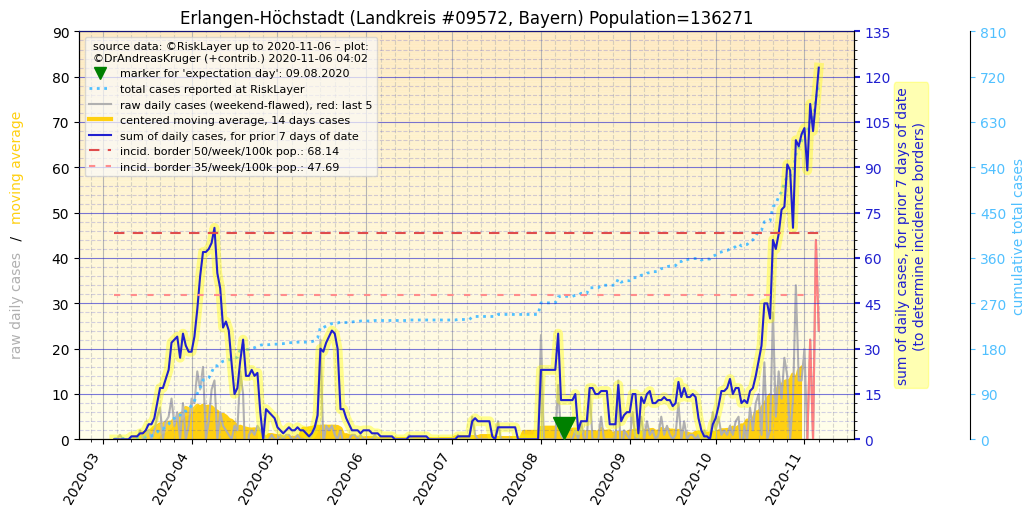 Erlangen-Höchstadt (Landkreis #09572, Bayern) Population=136271
source data: ©RiskLayer up to 2020-11-06 – plot:
©DrAndreasKruger (+contrib.) 2020-11-06 04:02
marker for 'expectation day': 09.08.2020
total cases reported at RiskLayer
raw daily cases (weekend-flawed), red: last 5
centered moving average, 14 days cases
sum of daily cases, for prior 7 days of date
incid. border 50/week/100k pop.: 68.14
incid. border 35/week/100k pop.: 47.69
raw daily cases / moving average
90
80
70
60
50
40
30
20
10
0
2020-03
2020-04
2020-05
2020-06
2020-07
2020-08
2020-09
2020-10
2020-11
135
120
105
90
75
60
45
30
15
0
sum of daily cases, for prior 7 days of date
(to determine incidence borders)
810
720
630
540
450
360
270
180
90
0
cumulative total cases